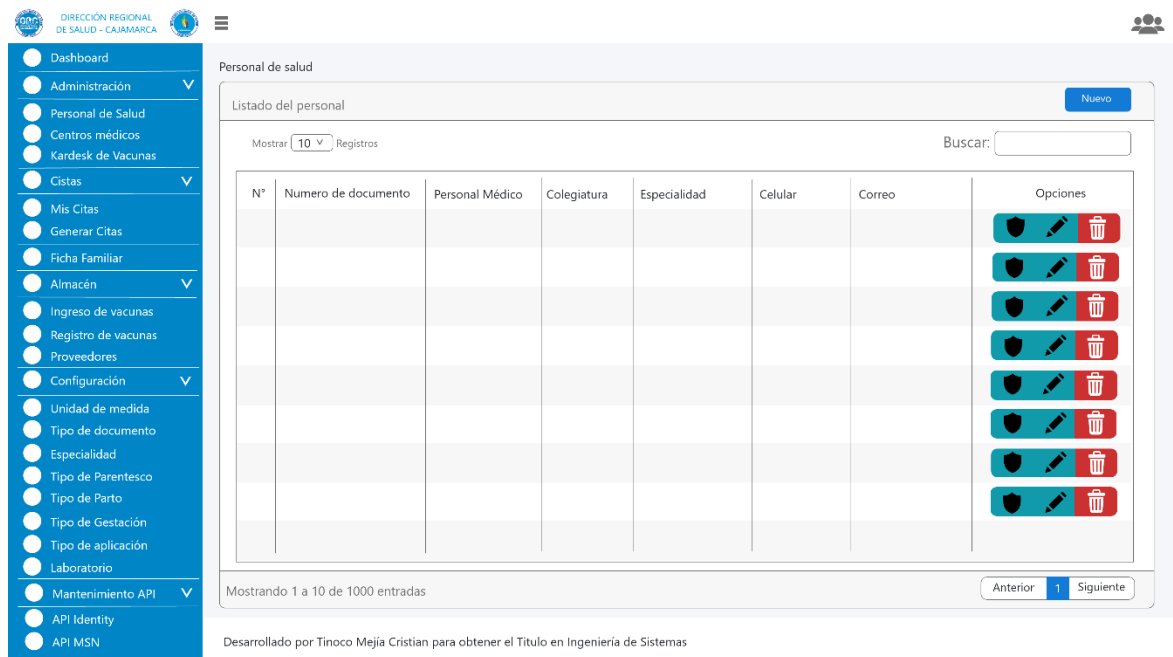 DIRECCIÓN REGIONAL
DE SALUD - CAJAMARCA
Dashboard
Administración
Personal de Salud
Centros médicos
Kardesk de Vacunas
Cistas
Mis Citas
Generar Citas
Ficha Familiar
Almacén
Ingreso de vacunas
Registro de vacunas
Proveedores
Configuración
Unidad de medida
Tipo de documento
Especialidad
Tipo de Parentesco
Tipo de Parto
Tipo de Gestación
Tipo de aplicación
Laboratorio
Mantenimiento API
API Identity
API MSN
Personal de salud
Listado del personal
Nuevo
Mostrar 10 Registros
Buscar:
N° Numero de documento Personal Médico Colegiatura Especialidad Celular Correo Opciones
Mostrando 1 a 10 de 1000 entradas
Anterior 1 Siguiente
Desarrollado por Tinoco Mejía Cristian para obtener el Titulo en Ingeniería de Sistemas